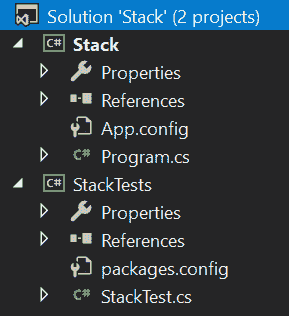 Solution 'Stack' (2 projects)
C# Stack
Properties
References
App.config
C# Program.cs
C# StackTests
Properties
References
packages.config
C# StackTest.cs